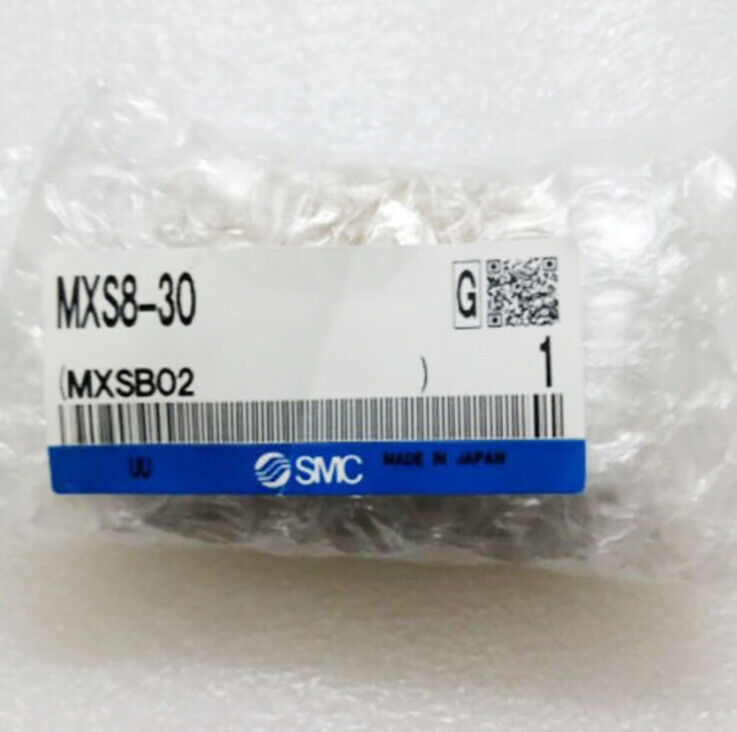 MXS8-30 G
(MXSB02 ) 1
UU SMC MADE IN JAPAN